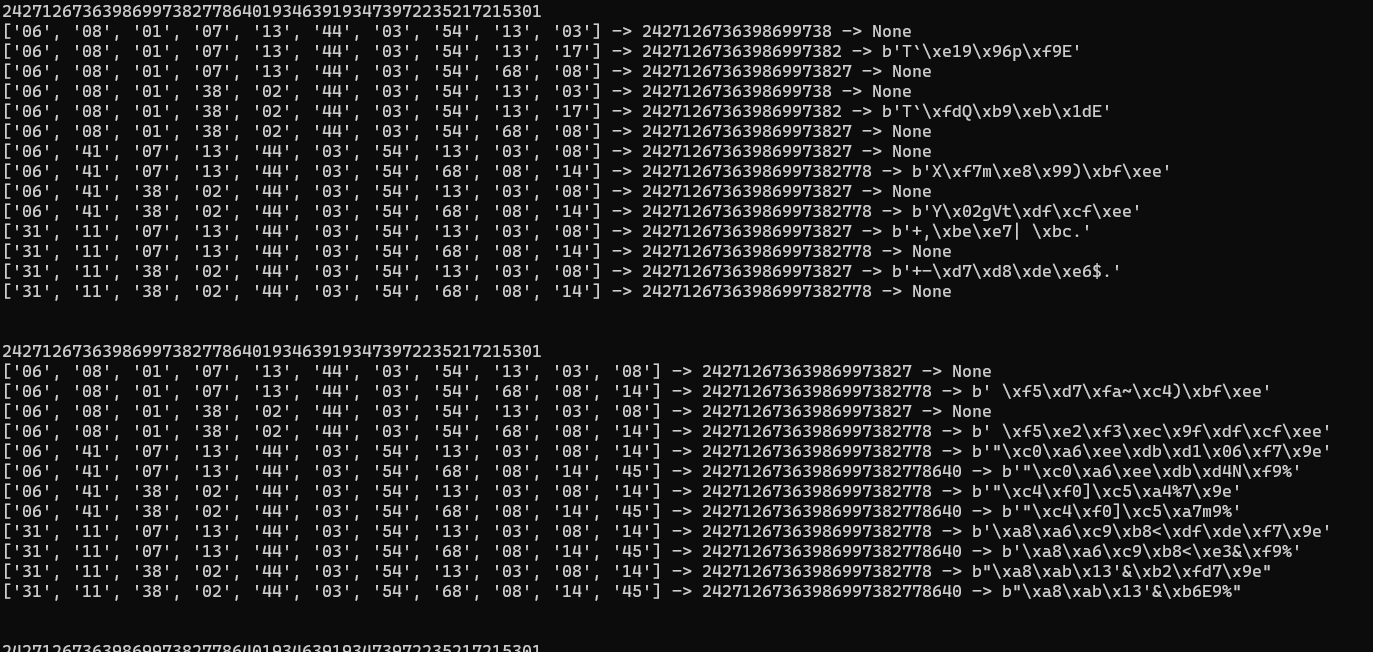 242712673639869973827786401934639193473972235217215301
['06', '08', '01', '07', '13', '44', '03', '54', '13', '03'] -> 2427126736398699738 -> None
['06', '08', '01', '07', '13', '44', '03', '54', '13', '17'] -> 24271267363986997382 -> b'T`\xe19\x96p\xf9E'
['06', '08', '01', '07', '13', '44', '03', '54', '68', '08'] -> 242712673639869973827 -> None
['06', '08', '01', '38', '02', '44', '03', '54', '13', '03'] -> 2427126736398699738 -> None
['06', '08', '01', '38', '02', '44', '03', '54', '13', '17'] -> 24271267363986997382 -> b'T`\xfdQ\xb9\xeb\x1dE'
['06', '08', '01', '38', '02', '44', '03', '54', '68', '08'] -> 242712673639869973827 -> None
['06', '41', '07', '13', '44', '03', '54', '13', '03', '08'] -> 242712673639869973827 -> None
['06', '41', '07', '13', '44', '03', '54', '68', '08', '14'] -> 24271267363986997382778 -> b'X\xf7m\xe8\x99)\xbf\xee'
['06', '41', '38', '02', '44', '03', '54', '13', '03', '08'] -> 242712673639869973827 -> None
['06', '41', '38', '02', '44', '03', '54', '68', '08', '14'] -> 24271267363986997382778 -> b'Y\x02gVt\xdf\xcf\xee'
['31', '11', '07', '13', '44', '03', '54', '13', '03', '08'] -> 242712673639869973827 -> b'+,\xbe\xe7| \xbc.'
['31', '11', '07', '13', '44', '03', '54', '68', '08', '14'] -> 24271267363986997382778 -> None
['31', '11', '38', '02', '44', '03', '54', '13', '03', '08'] -> 242712673639869973827 -> b'+-\xd7\xd8\xde\xe6$.'
['31', '11', '38', '02', '44', '03', '54', '68', '08', '14'] -> 24271267363986997382778 -> None
242712673639869973827786401934639193473972235217215301
['06', '08', '01', '07', '13', '44', '03', '54', '13', '03', '08'] -> 242712673639869973827 -> None
['06', '08', '01', '07', '13', '44', '03', '54', '68', '08', '14'] -> 24271267363986997382778 -> b' \xf5\xd7\xfa~\xc4)\xbf\xee'
['06', '08', '01', '38', '02', '44', '03', '54', '13', '03', '08'] -> 242712673639869973827 -> None
['06', '08', '01', '38', '02', '44', '03', '54', '68', '08', '14'] -> 24271267363986997382778 -> b' \xf5\xe2\xf3\xec\x9f\xdf\xcf\xee'
['06', '41', '07', '13', '44', '03', '54', '13', '03', '08', '14'] -> 24271267363986997382778 -> b'"\xc0\xa6\xee\xdb\xd1\x06\xf7\x9e'
['06', '41', '07', '13', '44', '03', '54', '68', '08', '14', '45'] -> 24271267363986997382778640 -> b'"\xc0\xa6\xee\xdb\xd4N\xf9%'
['06', '41', '38', '02', '44', '03', '54', '13', '03', '08', '14'] -> 24271267363986997382778 -> b'"\xc4\xf0]\xc5\xa4%7\x9e'
['06', '41', '38', '02', '44', '03', '54', '68', '08', '14', '45'] -> 24271267363986997382778640 -> b'"\xc4\xf0]\xc5\xa7m9%'
['31', '11', '07', '13', '44', '03', '54', '13', '03', '08', '14'] -> 24271267363986997382778 -> b'\xa8\xa6\xc9\xb8<\xdf\xde\xf7\x9e'
['31', '11', '07', '13', '44', '03', '54', '68', '08', '14', '45'] -> 24271267363986997382778640 -> b'\xa8\xa6\xc9\xb8<\xe3&\xf9%'
['31', '11', '38', '02', '44', '03', '54', '13', '03', '08', '14'] -> 24271267363986997382778 -> b"\xa8\xab\x13'&\xb2\xfd7\x9e"
['31', '11', '38', '02', '44', '03', '54', '68', '08', '14', '45'] -> 24271267363986997382778640 -> b"\xa8\xab\x13'&\xb6E9%"
242712673639869973827786401934639193473972235217215301